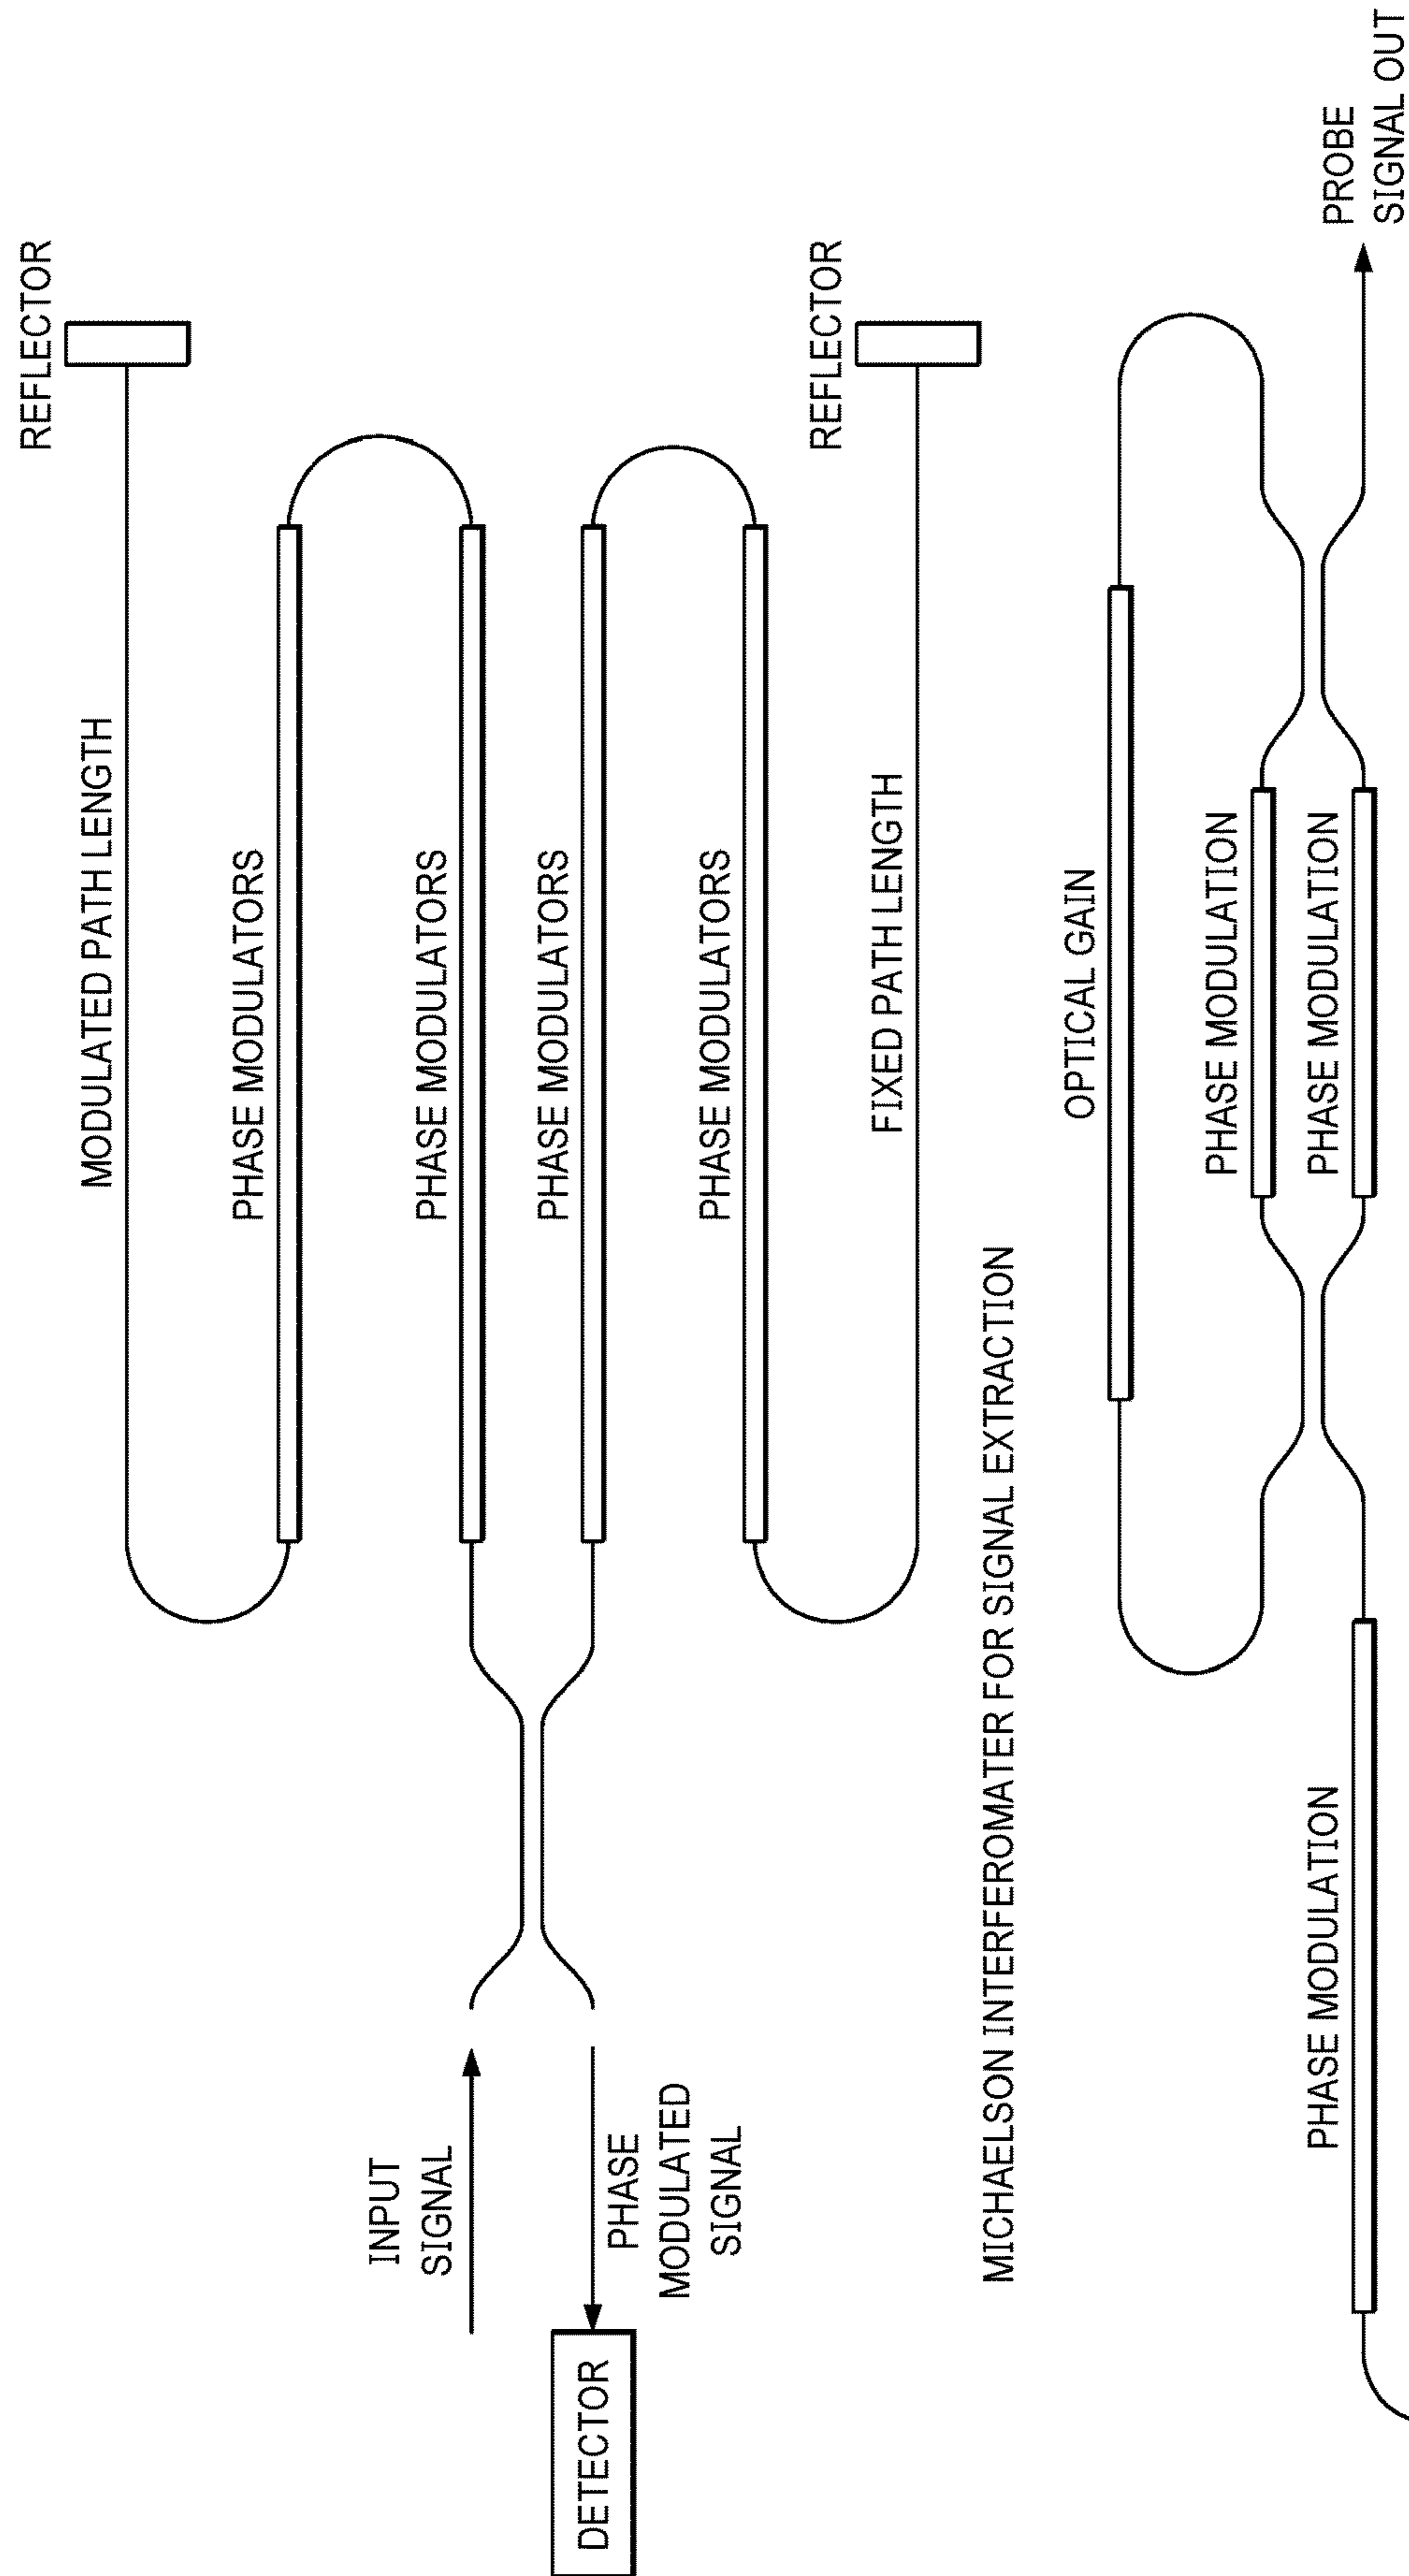 REFLECTOR
MODULATED PATH LENGTH
PHASE MODULATORS
INPUT
SIGNAL
PHASE MODULATORS
PHASE MODULATORS
DETECTOR
PHASE
MODULATED
SIGNAL
PHASE MODULATORS
REFLECTOR
FIXED PATH LENGTH
MICHAELSON INTERFEROMATER FOR SIGNAL EXTRACTION
OPTICAL GAIN
PHASE MODULATION
PHASE MODULATION
PHASE MODULATION
PROBE
SIGNAL OUT